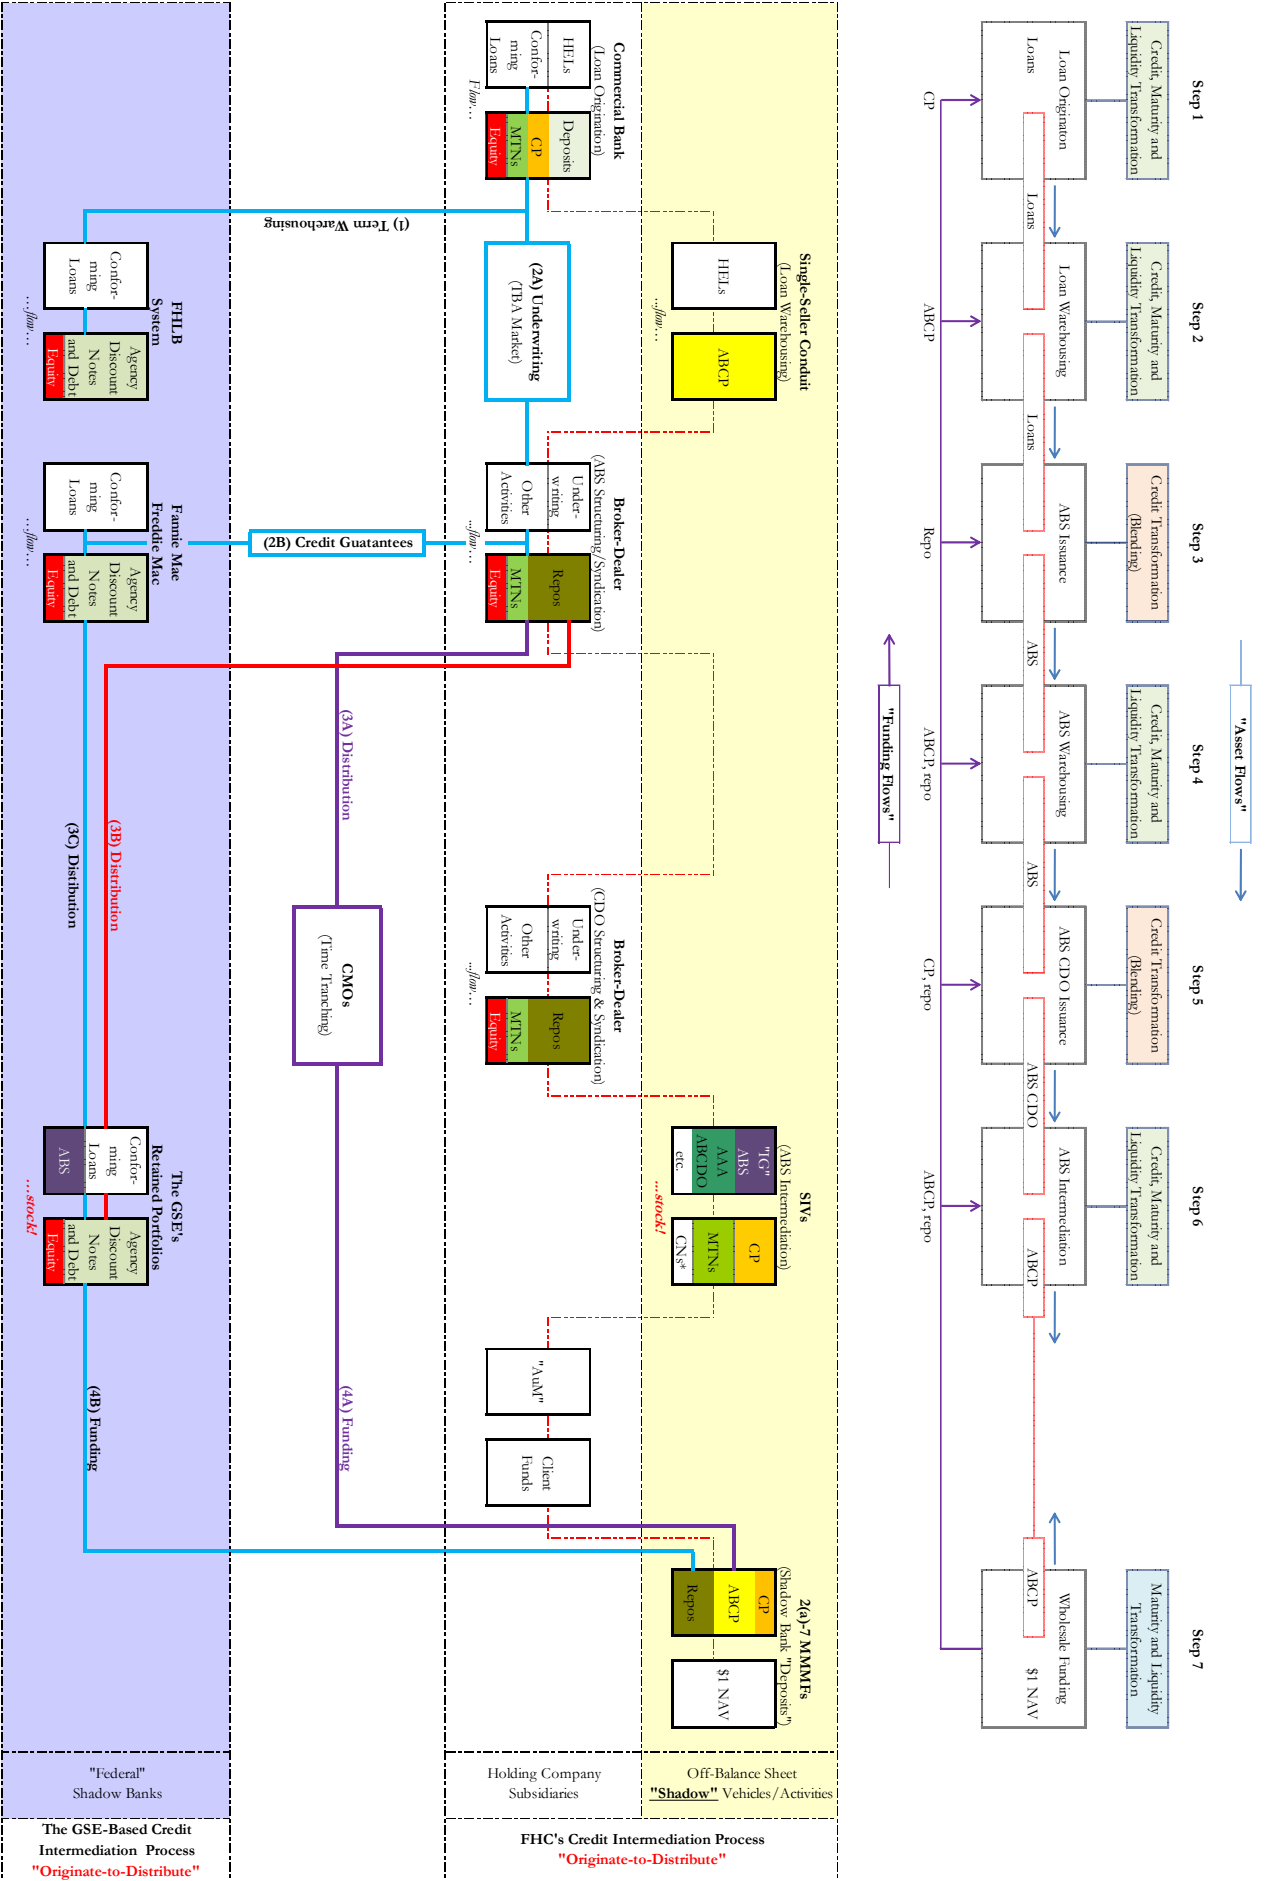 Step 1
Step 2
Step 3
Step 4
Step 5
Step 6
Step 7
"Asset Flows"
Credit, Maturity and
Liquidity Transformation
Credit, Maturity and
Liquidity Transformation
Credit Transformation
(Blending)
Credit, Maturity and
Liquidity Transformation
Credit Transformation
(Blending)
Credit, Maturity and
Liquidity Transformation
Maturity and Liquidity
Transformation
Loan Originaton
Loans
Loans
Loan Warehousing
Loans
ABS Issuance
ABS
ABS Warehousing
ABS
ABS CDO Issuance
ABS CDO
ABS Intermediation
ABCP
ABCP
Wholesale Funding
$1 NAV
CP
ABCP
Repo
ABCP, repo
CP, repo
ABCP, repo
"Funding Flows"
Single-Seller Conduit
(Loan Warehousing)
HELs
ABCP
...flow…
SIVs
(ABS Intermediation)
"IG"
ABS
AAA
ABCDO
etc.
CP
MTNs
CNs*
...stock!
2(a)-7 MMMFs
(Shadow Bank "Deposits")
CP
ABCP
Repos
$1 NAV
Off-Balance Sheet
"Shadow" Vehicles/Activities
Commercial Bank
(Loan Origination)
HELs
Confor-
ming
Loans
Deposits
CP
MTNs
Equity
Flow…
(2A) Underwriting
(TBA Market)
Broker-Dealer
(ABS Structuring/Syndication)
Under-
writing
Other
Activities
Repos
MTNs
Equity
...flow…
Broker-Dealer
(CDO Structuring & Syndication)
Under-
writing
Other
Activities
Repos
MTNs
Equity
...flow…
"AuM"
Client
Funds
Holding Company
Subsidiaries
FHC's Credit Intermediation Process
"Originate-to-Distribute"
(1) Term Warehousing
(2B) Credit Guatantees
(3A) Distribution
CMOs
(Time Tranching)
(4A) Funding
FHLB
System
Confor-
ming
Loans
Agency
Discount
Notes
and Debt
Equity
...flow…
Fannie Mae
Freddie Mac
Confor-
ming
Loans
Agency
Discount
Notes
and Debt
Equity
...flow…
(3B) Distribution
(3C) Distibution
The GSE's
Retained Portfolios
Confor-
ming
Loans
ABS
Agency
Discount
Notes
and Debt
Equity
...stock!
(4B) Funding
"Federal"
Shadow Banks
The GSE-Based Credit
Intermediation Process
"Originate-to-Distribute"